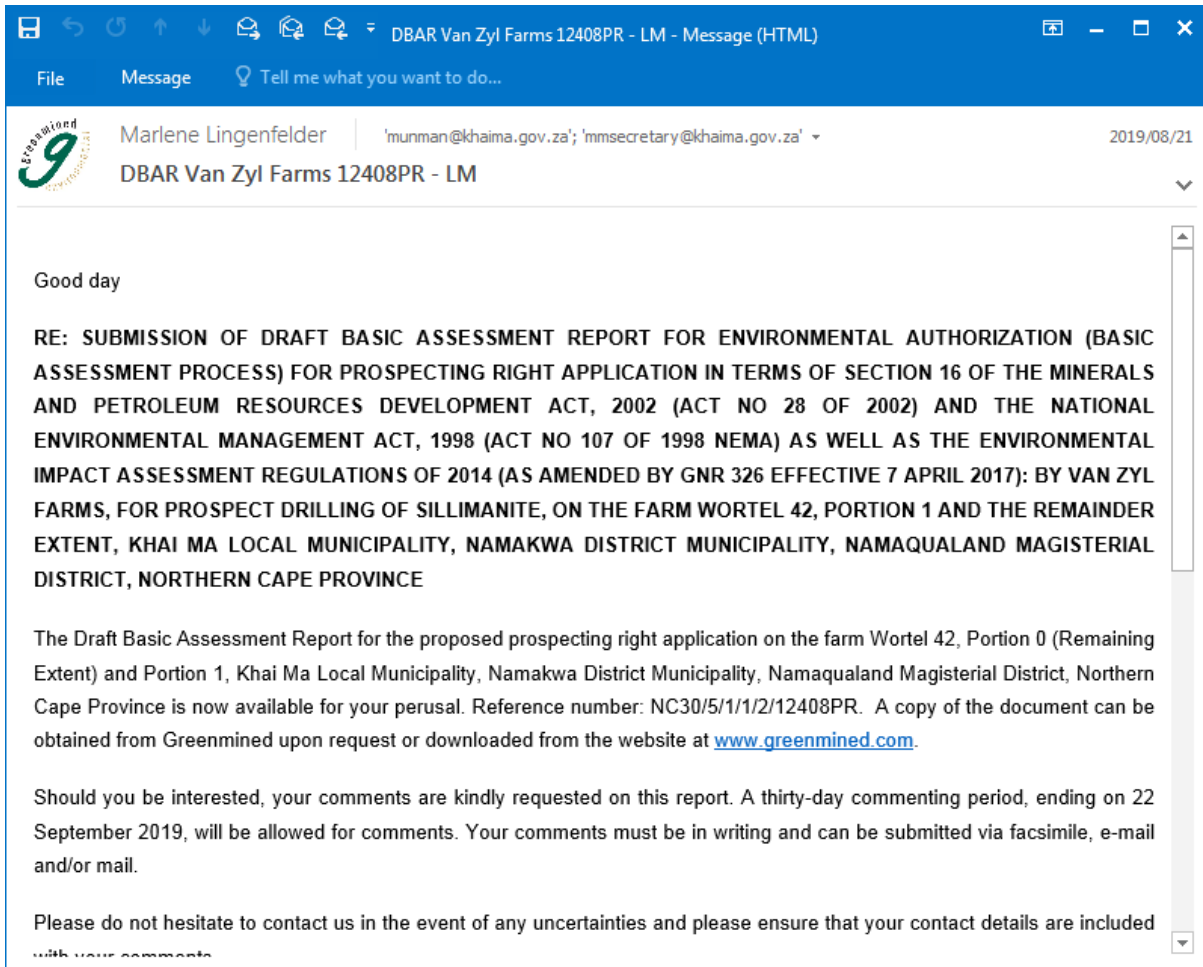 DBAR Van Zyl Farms 12408PR - LM - Message (HTML)
File Message Tell me what you want to do...
greenmined
Marlene Lingenfelder 'munman@khaima.gov.za'; 'mmsecretary@khaima.gov.za' 2019/08/21
DBAR Van Zyl Farms 12408PR - LM
Good day
RE: SUBMISSION OF DRAFT BASIC ASSESSMENT REPORT FOR ENVIRONMENTAL AUTHORIZATION (BASIC
ASSESSMENT PROCESS) FOR PROSPECTING RIGHT APPLICATION IN TERMS OF SECTION 16 OF THE MINERALS
AND PETROLEUM RESOURCES DEVELOPMENT ACT, 2002 (ACT NO 28 OF 2002) AND THE NATIONAL
ENVIRONMENTAL MANAGEMENT ACT, 1998 (ACT NO 107 OF 1998 NEMA) AS WELL AS THE ENVIRONMENTAL
IMPACT ASSESSMENT REGULATIONS OF 2014 (AS AMENDED BY GNR 326 EFFECTIVE 7 APRIL 2017): BY VAN ZYL
FARMS, FOR PROSPECT DRILLING OF SILLIMANITE, ON THE FARM WORTEL 42, PORTION 1 AND THE REMAINDER
EXTENT, KHAI MA LOCAL MUNICIPALITY, NAMAKWA DISTRICT MUNICIPALITY, NAMAQUALAND MAGISTERIAL
DISTRICT, NORTHERN CAPE PROVINCE
The Draft Basic Assessment Report for the proposed prospecting right application on the farm Wortel 42, Portion 0 (Remaining
Extent) and Portion 1, Khai Ma Local Municipality, Namakwa District Municipality, Namaqualand Magisterial District, Northern
Cape Province is now available for your perusal. Reference number: NC30/5/1/1/2/12408PR. A copy of the document can be
obtained from Greenmined upon request or downloaded from the website at www.greenmined.com.
Should you be interested, your comments are kindly requested on this report. A thirty-day commenting period, ending on 22
September 2019, will be allowed for comments. Your comments must be in writing and can be submitted via facsimile, e-mail
and/or mail.
Please do not hesitate to contact us in the event of any uncertainties and please ensure that your contact details are included
with your comments